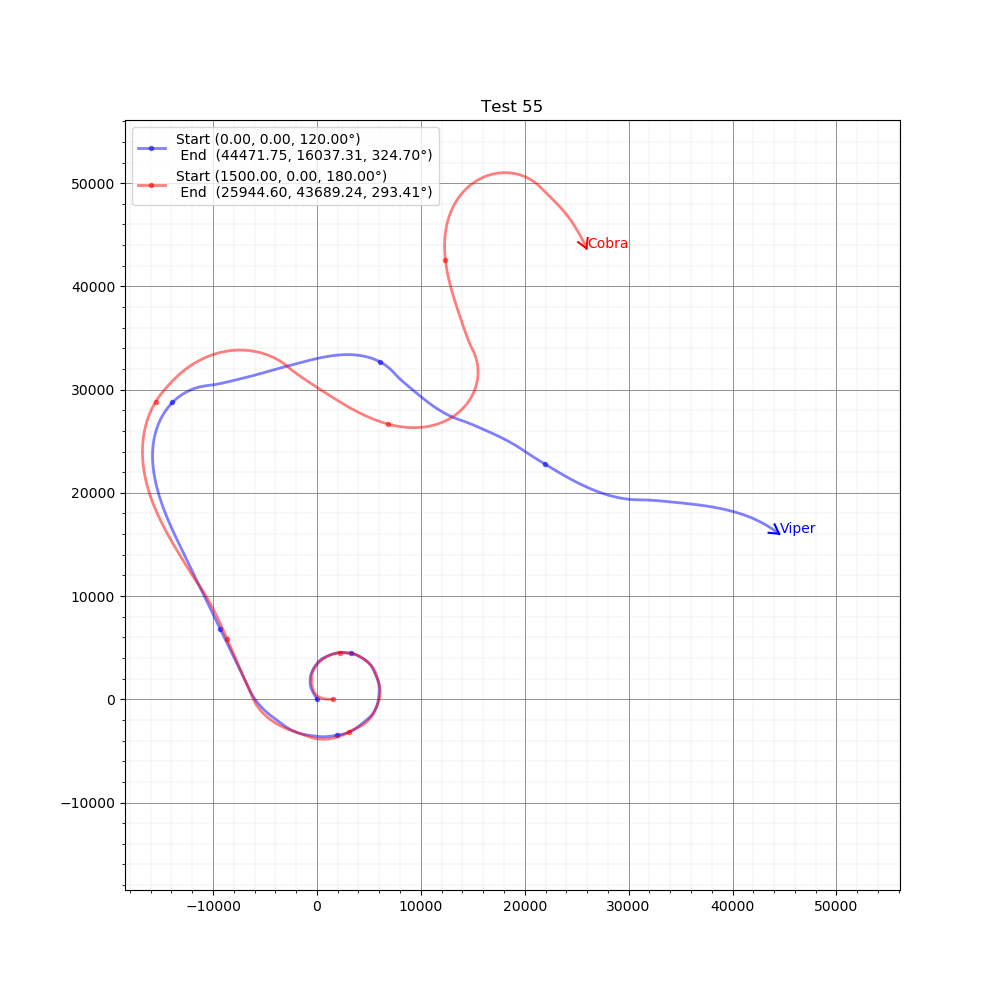 Test 55
Start (0.00, 0.00, 120.00°)
End (44471.75, 16037.31, 324.70°)
Start (1500.00, 0.00, 180.00°)
End (25944.60, 43689.24, 293.41°)
50000
40000
30000
20000
10000
0
−10000
Cobra
Viper
−10000 0 10000 20000 30000 40000 50000